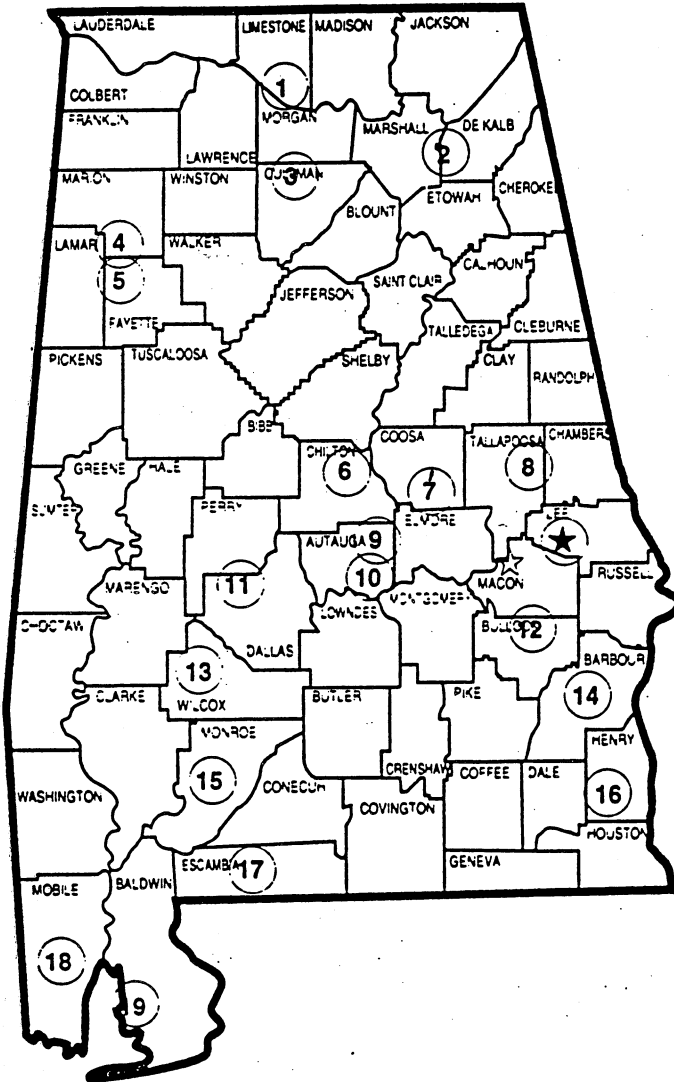 LAUDERDALE LIMESTONE MADISON JACKSON
1
COLBERT
FRANKLIN MORGAN MARSHALL DE KALB
2
LAWRENCE
MARION WINSTON CULLMAN CHEROKE
3
ETOWAH
BLOUNT
LAMAR 4 WALKER
CALHOUN
5 JEFFERSON SAINT CLAIR
FAYETTE TALLEDEGA CLEBURNE
PICKENS TUSCALOOSA SHELBY CLAY
RANDOLPH
BIBB
COOSA TALLAPOOSA CHAMBERS
CHILTON
GREENE HALE 6 8
7
SUMTER PERRY ELMORE LEE
AUTAUGA 9
10
MARENGO 11 MACON RUSSELL
LOWNDES MONTGOMERY
CHOCTAW BULLOCK 12
DALLAS BARBOUR
13
CLARKE WILCOX BUTLER PIKE 14
MONROE HENRY
CRENSHAW COFFEE DALE
15 CONECUH 16
WASHINGTON COVINGTON
HOUSTON
ESCAMBIA 17 GENEVA
MOBILE BALDWIN
18
19